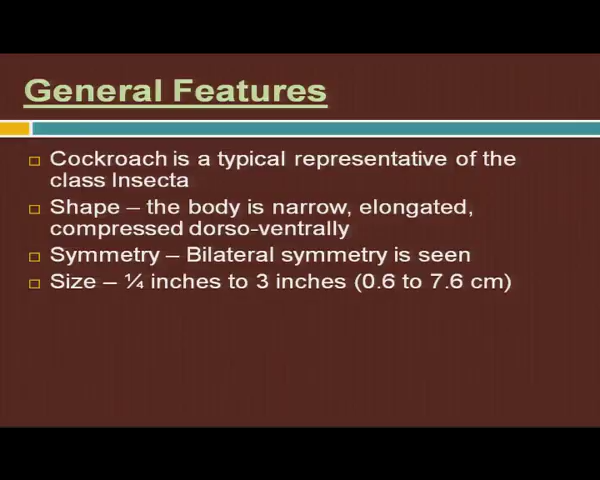 General Features
Cockroach is a typical representative of the
class Insecta
Shape – the body is narrow, elongated,
compressed dorso-ventrally
Symmetry – Bilateral symmetry is seen
Size – ¼ inches to 3 inches (0.6 to 7.6 cm)